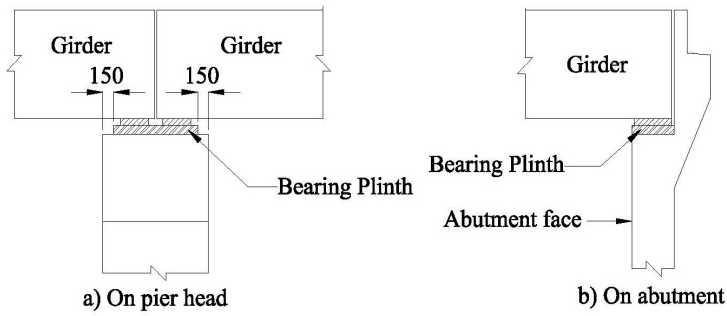 Girder
Girder
150
150
Bearing Plinth
a) On pier head
Girder
Bearing Plinth
Abutment face
b) On abutment